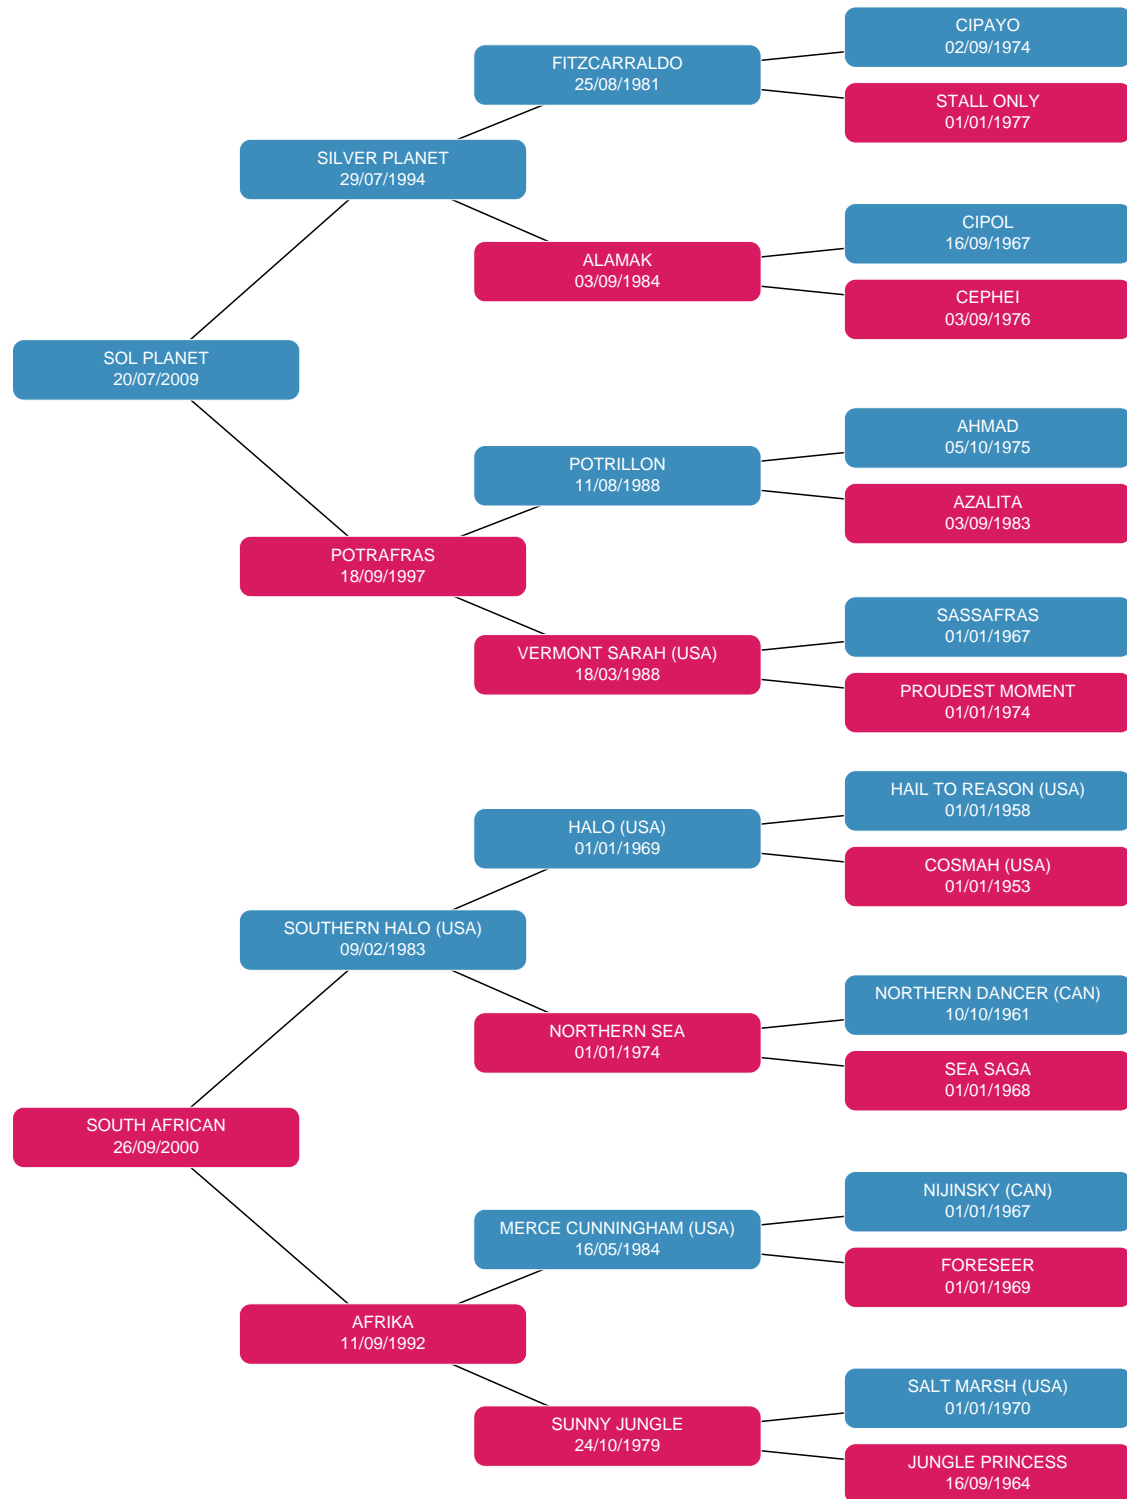 CIPAYO
02/09/1974
FITZCARRALDO
25/08/1981
STALL ONLY
01/01/1977
SILVER PLANET
29/07/1994
CIPOL
16/09/1967
ALAMAK
03/09/1984
CEPHEI
03/09/1976
SOL PLANET
20/07/2009
AHMAD
05/10/1975
POTRILLON
11/08/1988
AZALITA
03/09/1983
POTRAFRAS
18/09/1997
SASSAFRAS
01/01/1967
VERMONT SARAH (USA)
18/03/1988
PROUDEST MOMENT
01/01/1974
HAIL TO REASON (USA)
01/01/1958
HALO (USA)
01/01/1969
COSMAH (USA)
01/01/1953
SOUTHERN HALO (USA)
09/02/1983
NORTHERN DANCER (CAN)
10/10/1961
NORTHERN SEA
01/01/1974
SEA SAGA
01/01/1968
SOUTH AFRICAN
26/09/2000
NIJINSKY (CAN)
01/01/1967
MERCE CUNNINGHAM (USA)
16/05/1984
FORESEER
01/01/1969
AFRIKA
11/09/1992
SALT MARSH (USA)
01/01/1970
SUNNY JUNGLE
24/10/1979
JUNGLE PRINCESS
16/09/1964